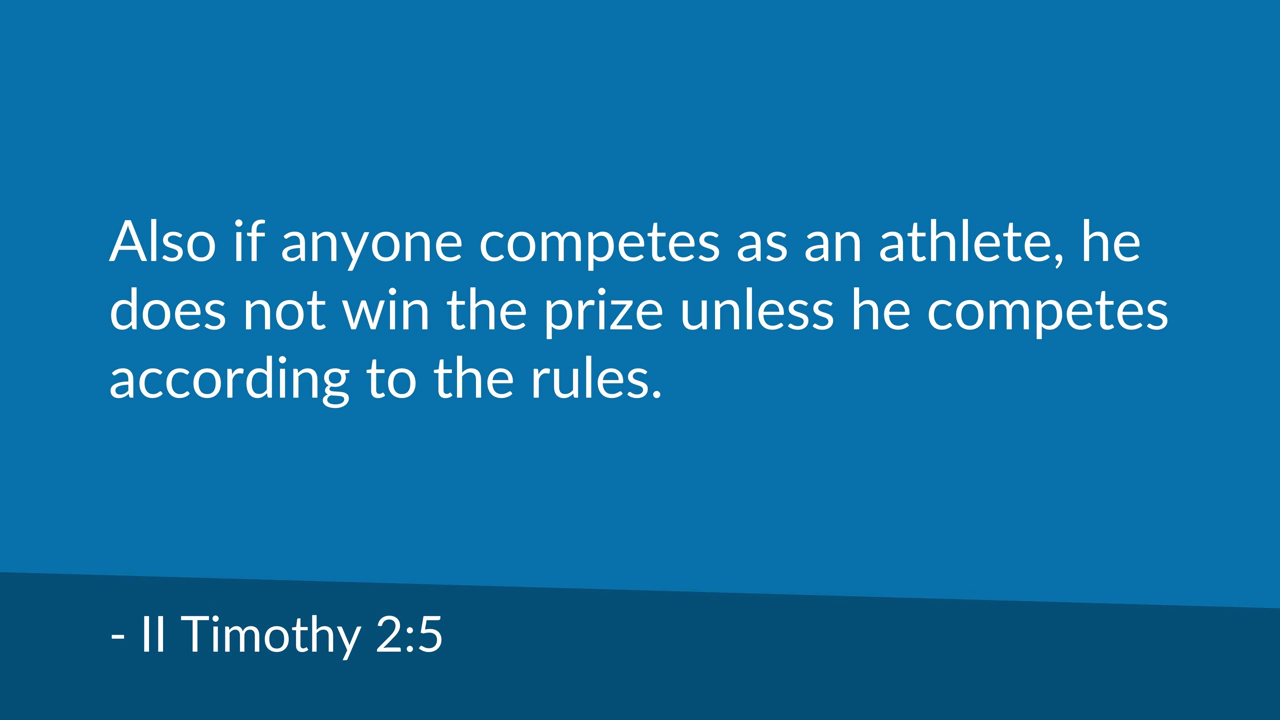 Also if anyone competes as an athlete, he
does not win the prize unless he competes
according to the rules.
- II Timothy 2:5